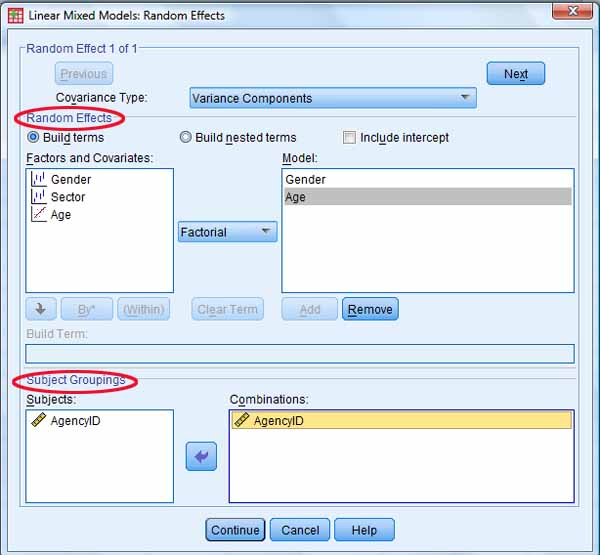 Linear Mixed Models: Random Effects
Random Effect 1 of 1
Previous
Next
Covariance Type:
Variance Components
Random Effects
Build terms
Build nested terms
Include intercept
Factors and Covariates:
Model:
Gender
Sector
Age
Factorial
Gender
Age
By*
(Within)
Clear Term
Add
Remove
Build Term:
Subject Groupings
Subjects:
Combinations:
AgencyID
AgencyID
Continue
Cancel
Help